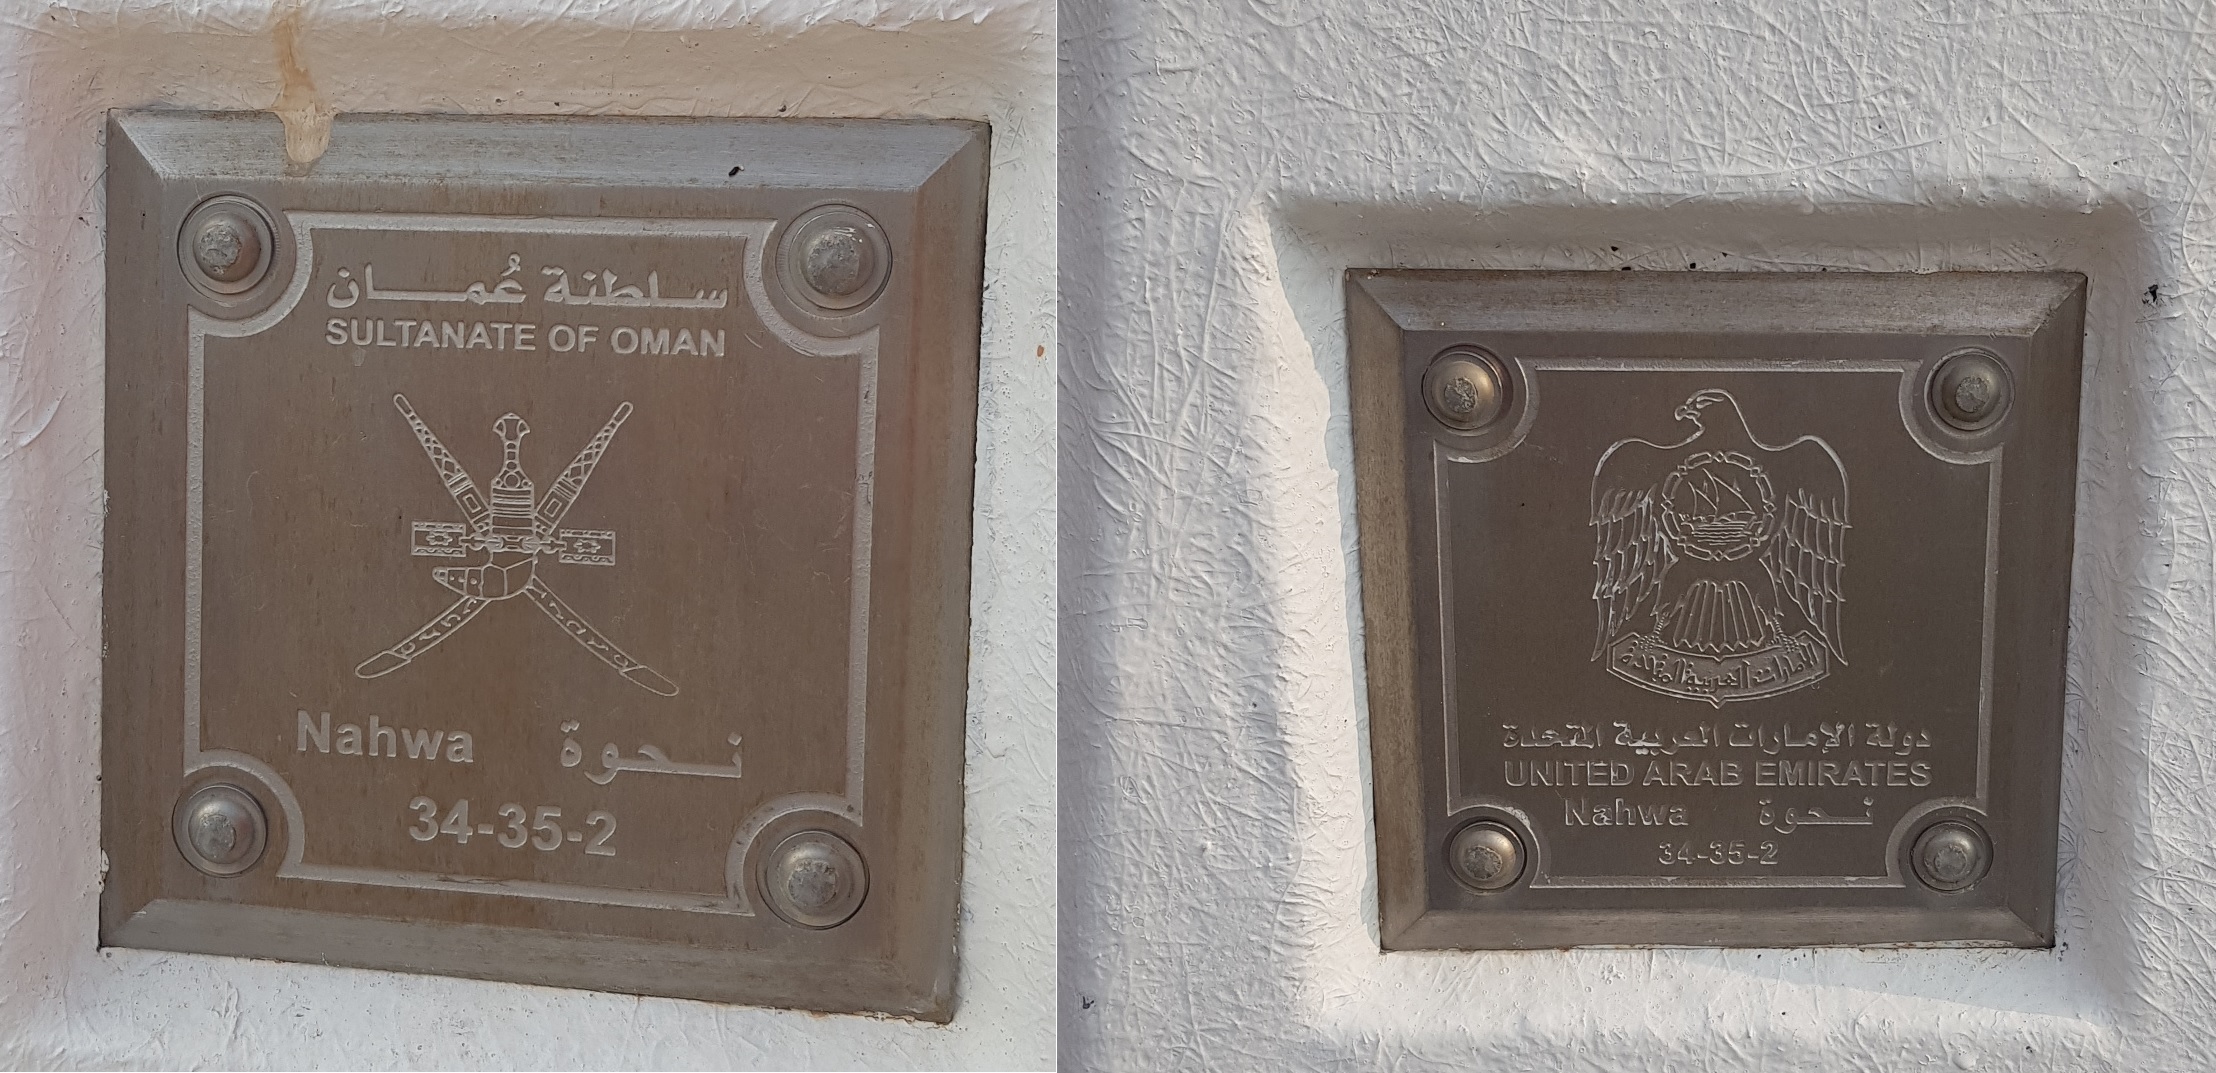 سلطنة عُمان
SULTANATE OF OMAN
Nahwa نحوة
34-35-2
الإمارات العربية المتحدة
دولة الإمارات العربية المتحدة
UNITED ARAB EMIRATES
Nahwa نحوة
34-35-2